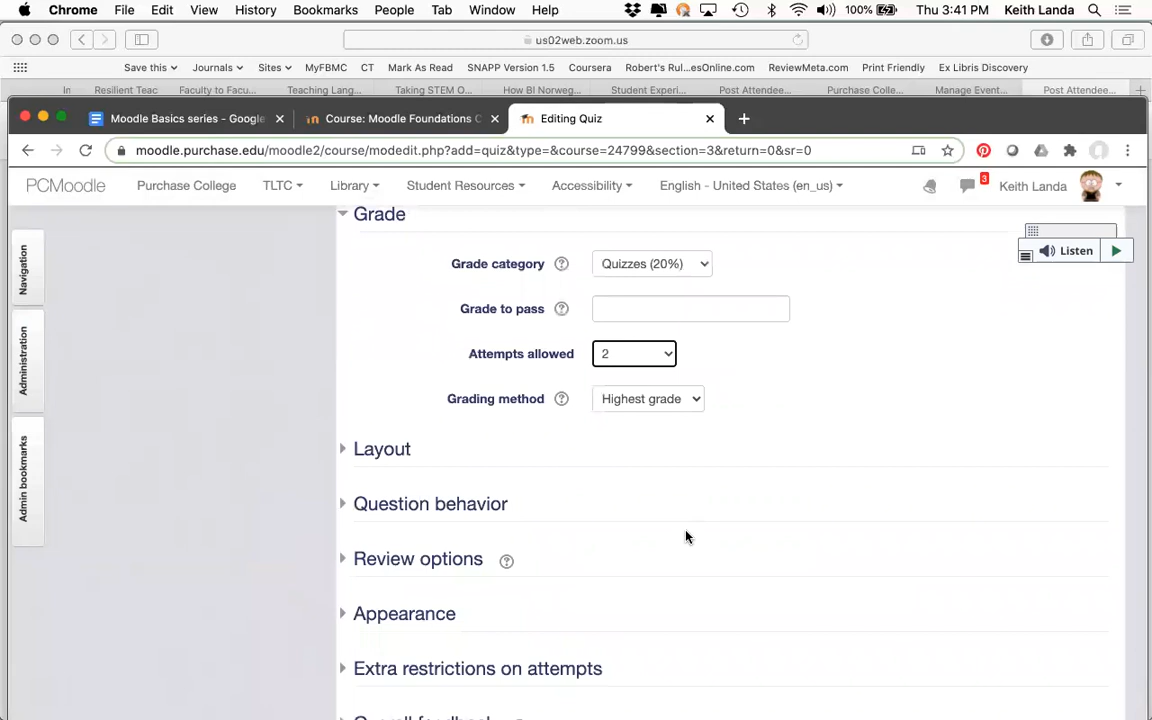 Chrome File Edit View History Bookmarks People Tab Window Help 100% Thu 3:41 PM Keith Landa
us02web.zoom.us
Save this Journals Sites MyFBMC CT Mark As Read SNAPP Version 1.5 Coursera Robert's Rul...esOnline.com ReviewMeta.com Print Friendly Ex Libris Discovery
In Resilient Teac Faculty to Facu... Teaching Lang... Taking STEM O... How BI Norweg... Student Experi... Post Attendee... Purchase Colle... Manage Event... Post Attendee...
Moodle Basics series - Google Course: Moodle Foundations C Editing Quiz
moodle.purchase.edu/moodle2/course/modedit.php?add=quiz&type=&course=24799&section=3&return=0&sr=0
PCMoodle Purchase College TLTC Library Student Resources Accessibility English - United States (en_us) 3 Keith Landa
Grade
Listen
Navigation
Grade category ? Quizzes (20%)
Grade to pass ?
Administration
Attempts allowed 2
Grading method ? Highest grade
Layout
Admin bookmarks
Question behavior
Review options ?
Appearance
Extra restrictions on attempts